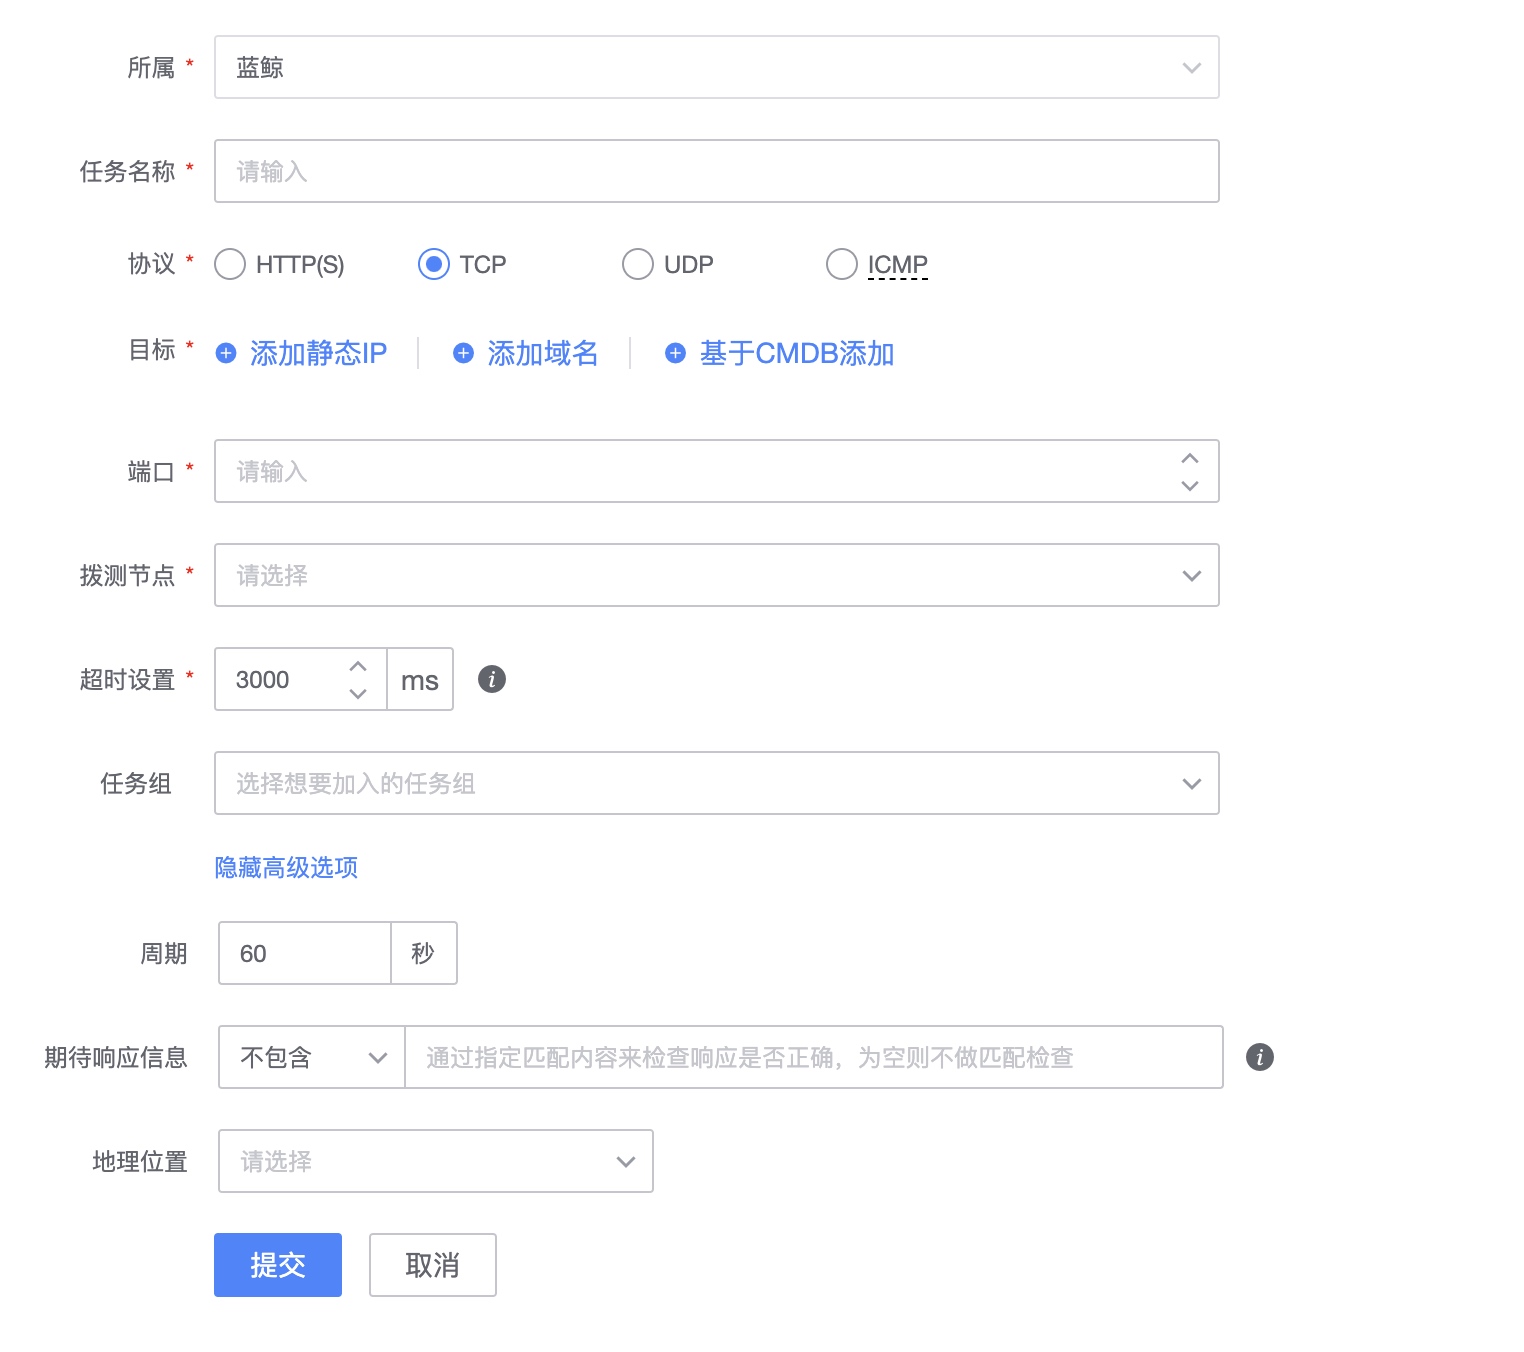 所属 * 蓝鲸
任务名称 * 请输入
协议 * HTTP(S) TCP UDP ICMP
目标 * 添加静态IP 添加域名 基于CMDB添加
端口 * 请输入
拨测节点 * 请选择
超时设置 * 3000 ms
任务组 选择想要加入的任务组
隐藏高级选项
周期 60 秒
期待响应信息 不包含 通过指定匹配内容来检查响应是否正确，为空则不做匹配检查
地理位置 请选择
提交 取消